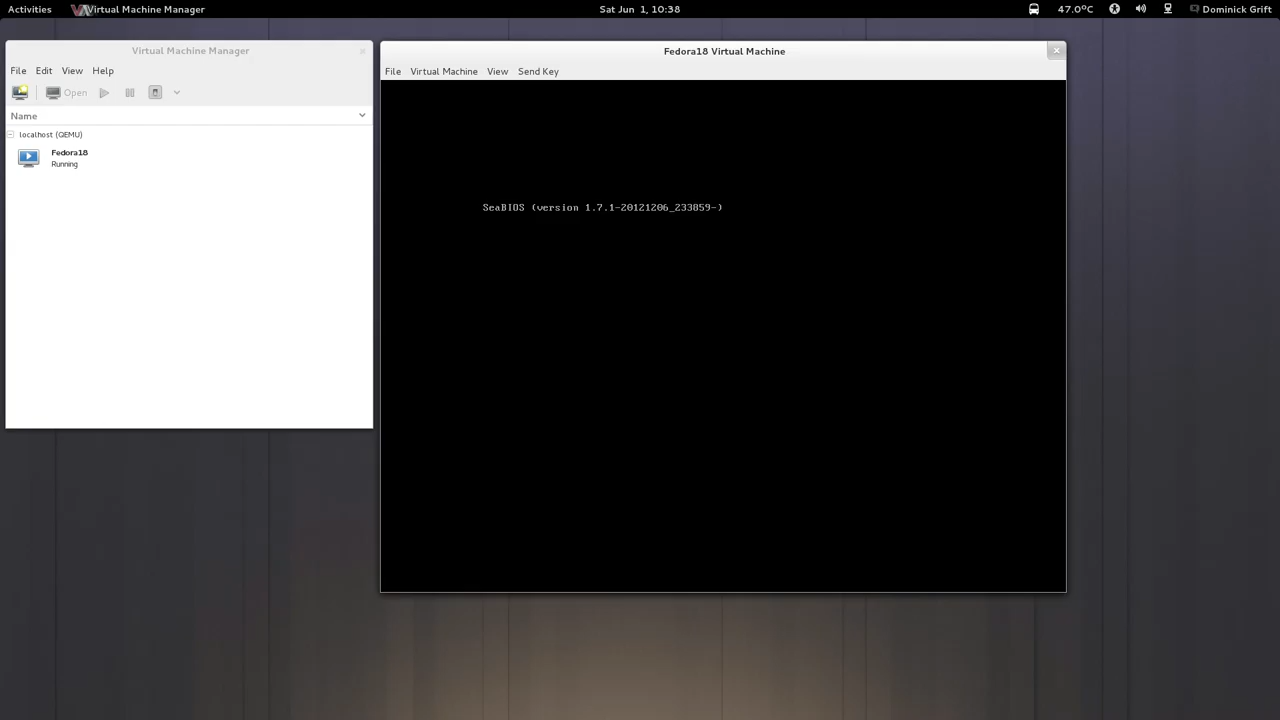 Activities Virtual Machine Manager Sat Jun 1, 10:38 47.0°C Dominick Grift
Virtual Machine Manager
File Edit View Help
Open
Name
localhost (QEMU)
Fedora18
Running
Fedora18 Virtual Machine
File Virtual Machine View Send Key
SeaBIOS (version 1.7.1-20121206_233859-)